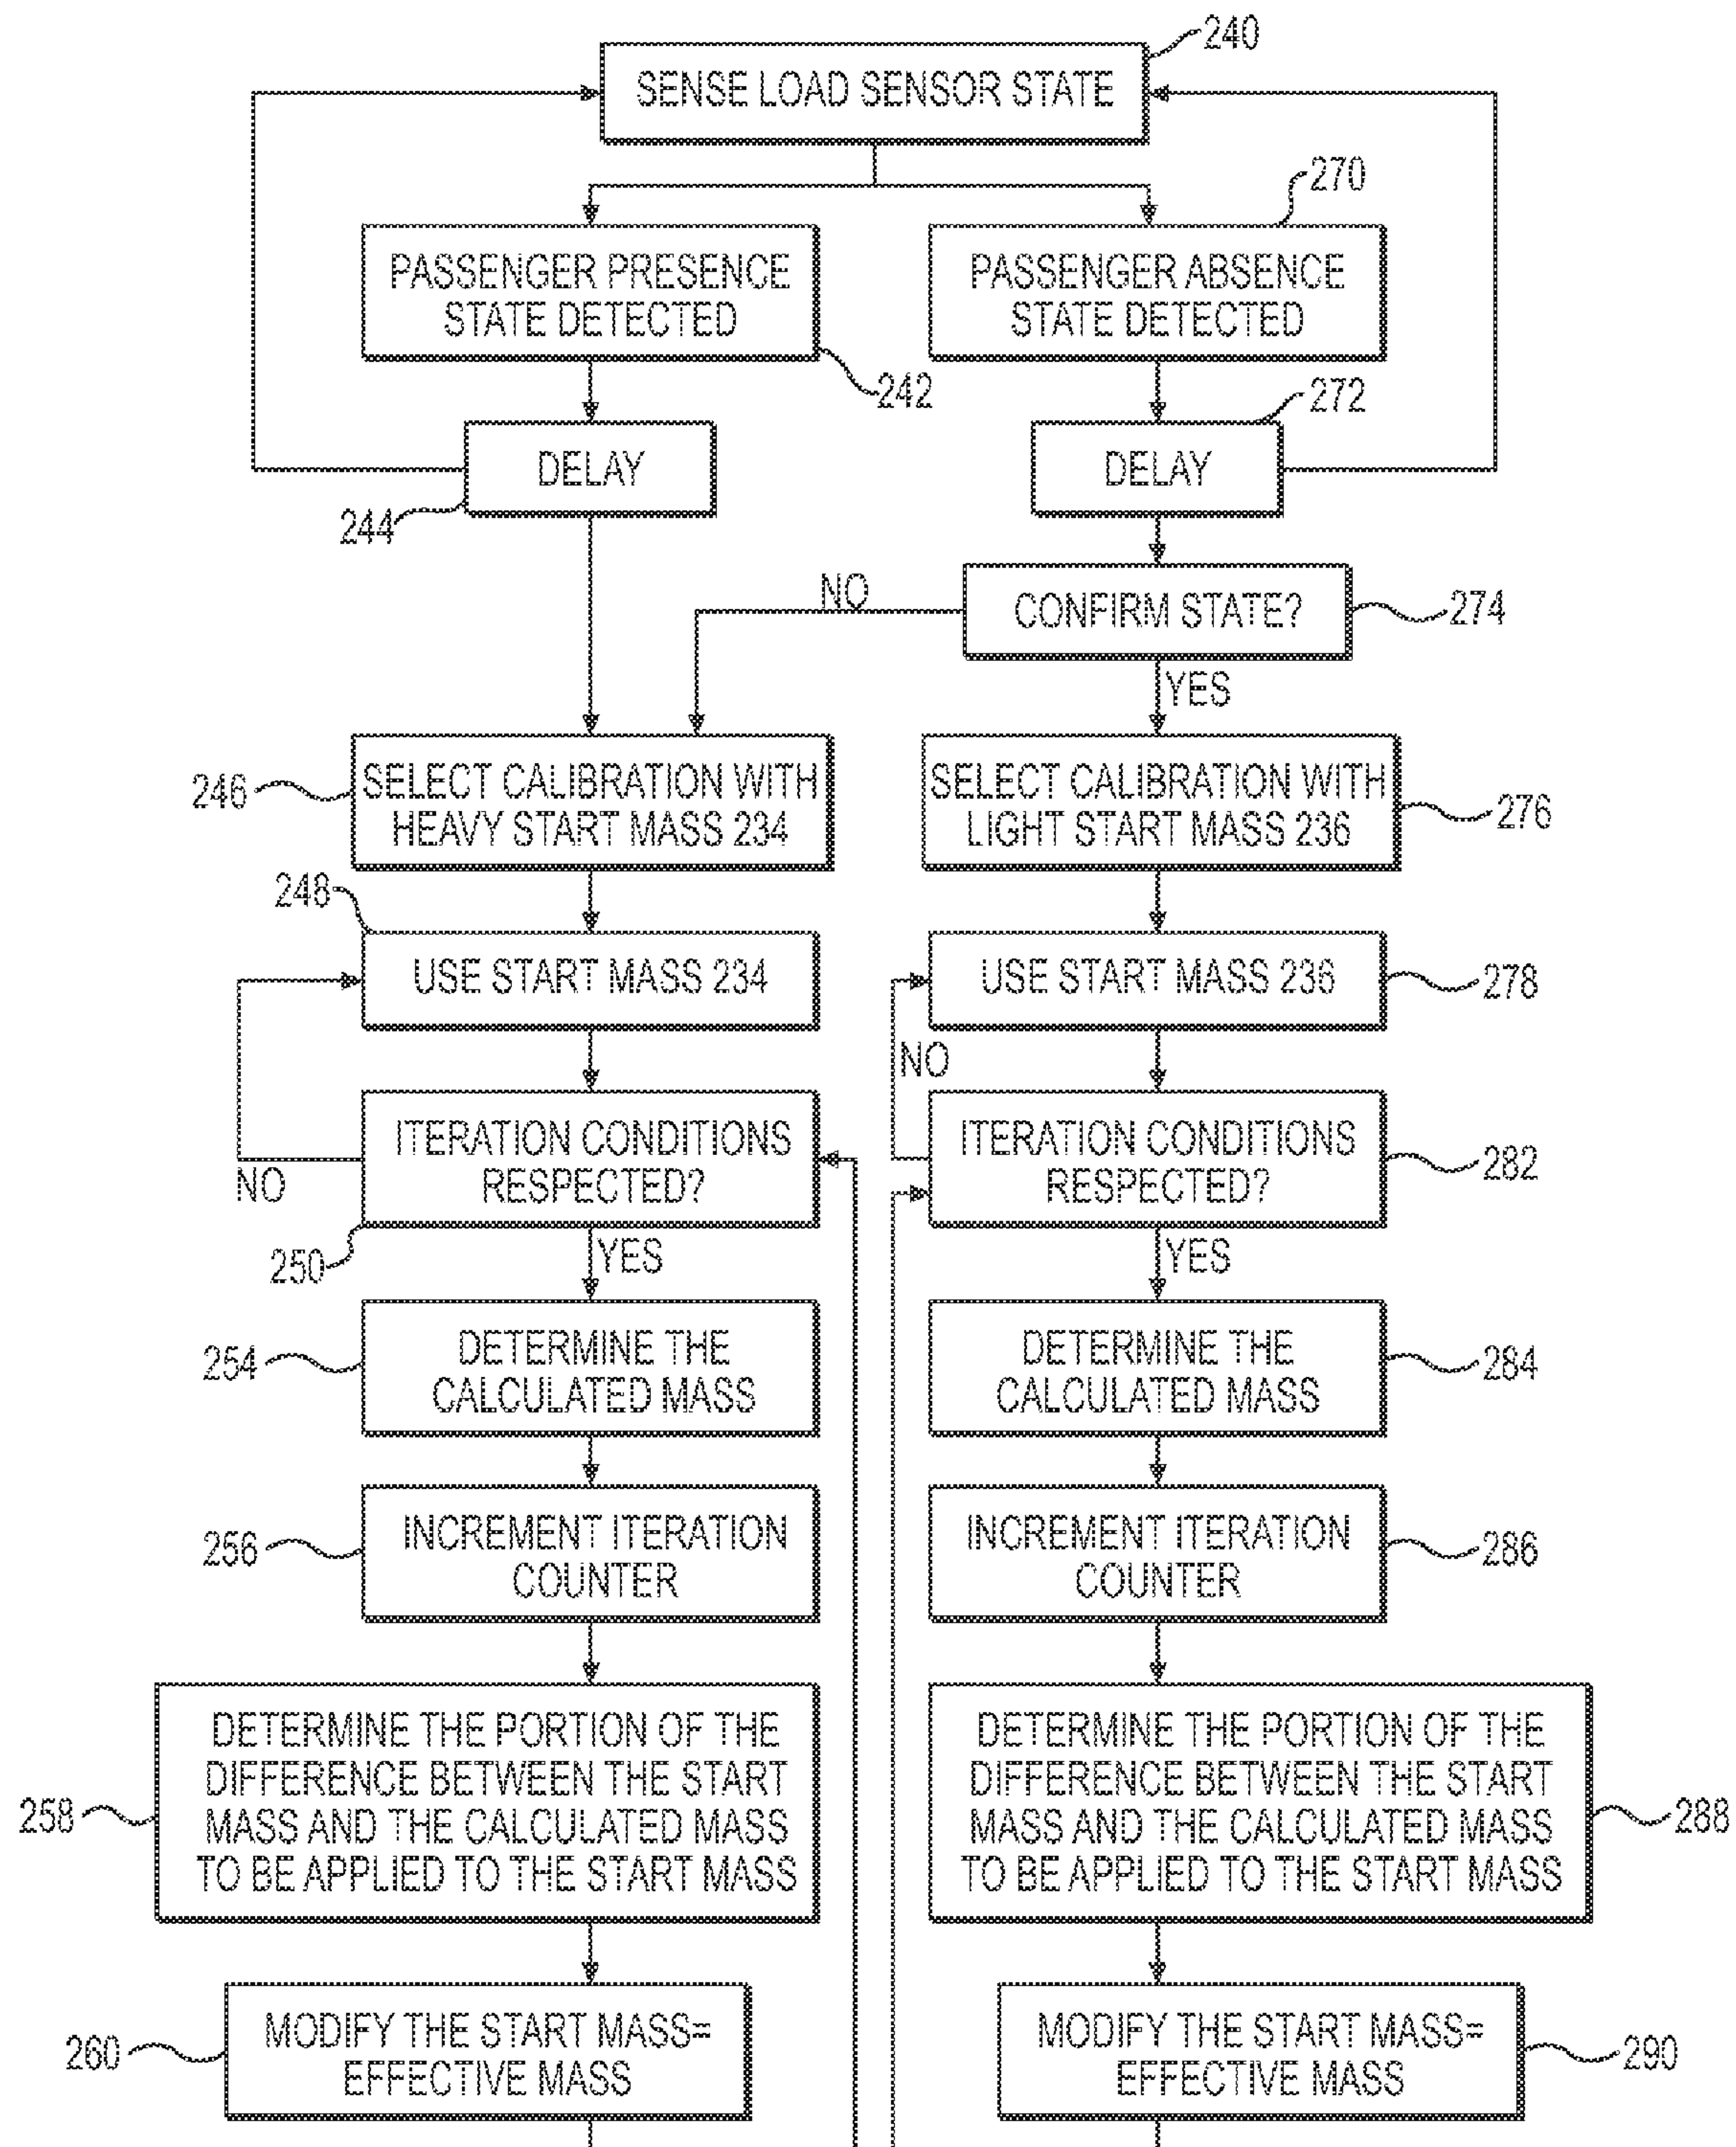 240
SENSE LOAD SENSOR STATE
270
PASSENGER PRESENCE
STATE DETECTED
PASSENGER ABSENCE
STATE DETECTED
242
272
DELAY
DELAY
244
NO
CONFIRM STATE?
274
YES
246
SELECT CALIBRATION WITH
HEAVY START MASS 234
SELECT CALIBRATION WITH
LIGHT START MASS 236
276
248
USE START MASS 234
USE START MASS 236
278
NO
ITERATION CONDITIONS
RESPECTED?
ITERATION CONDITIONS
RESPECTED?
282
NO
250
YES
YES
254
DETERMINE THE
CALCULATED MASS
DETERMINE THE
CALCULATED MASS
284
256
INCREMENT ITERATION
COUNTER
INCREMENT ITERATION
COUNTER
286
258
DETERMINE THE PORTION OF THE
DIFFERENCE BETWEEN THE START
MASS AND THE CALCULATED MASS
TO BE APPLIED TO THE START MASS
DETERMINE THE PORTION OF THE
DIFFERENCE BETWEEN THE START
MASS AND THE CALCULATED MASS
TO BE APPLIED TO THE START MASS
288
260
MODIFY THE START MASS=
EFFECTIVE MASS
MODIFY THE START MASS=
EFFECTIVE MASS
290